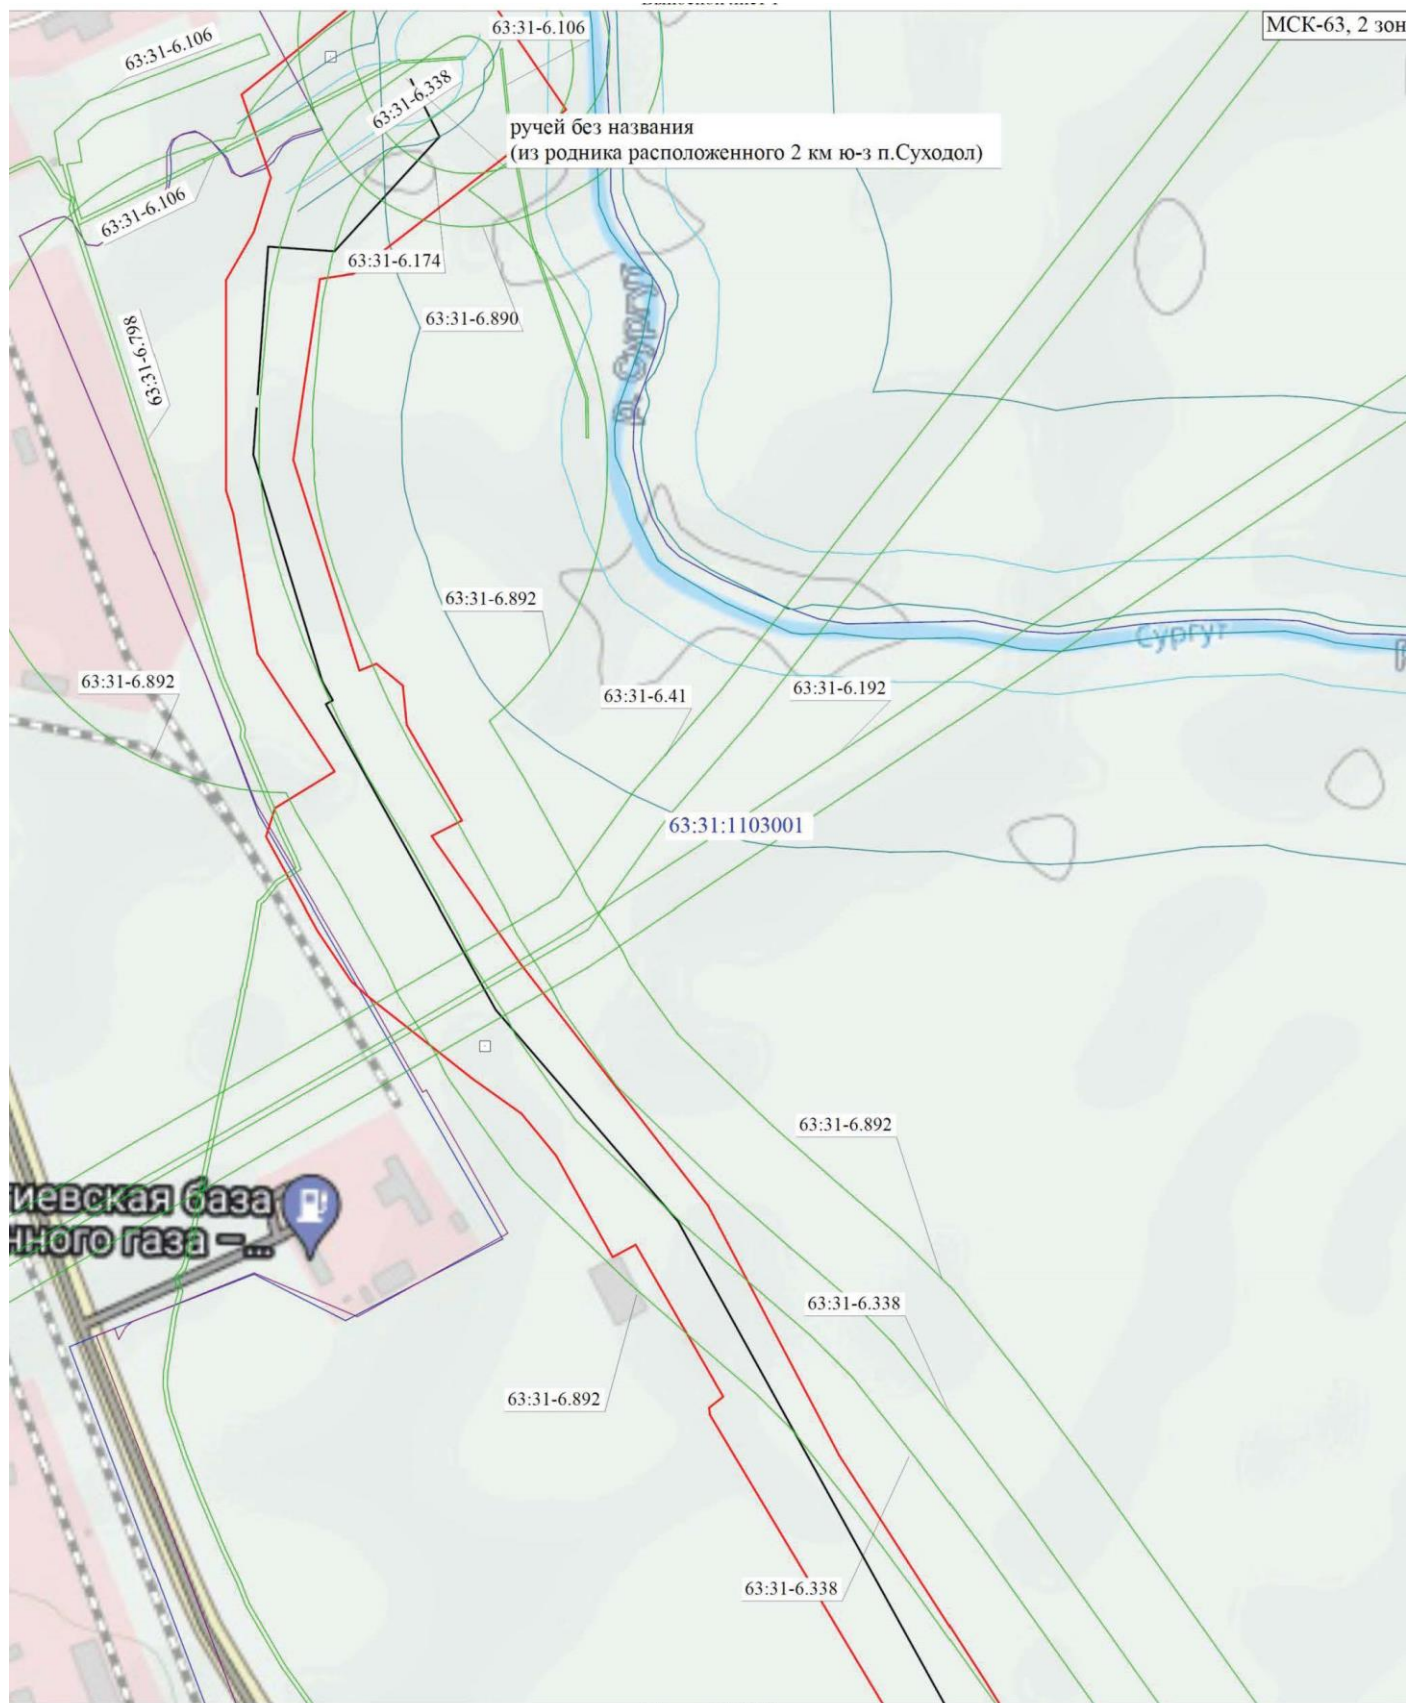 МСК-63, 2 зон
63:31-6.106
63:31-6.106
63:31-6.338
ручей без названия
(из родника расположенного 2 км ю-з п.Суходол)
63:31-6.106
63:31-6.174
63:31-6.890
63:31-6.798
р. Сургут
63:31-6.892
63:31-6.892
63:31-6.41
63:31-6.192
Сургут
63:31:1103001
63:31-6.892
иевская база
нного газа –...
63:31-6.338
63:31-6.892
63:31-6.338